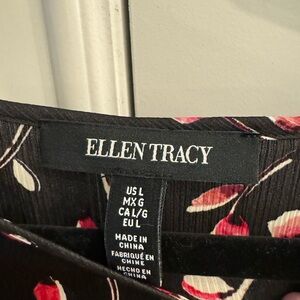 ELLEN TRACY
US L
MX G
CA L/G
EU L
MADE IN
CHINA
FABRIQUÉ EN
CHINE
HECHO EN
CHINA